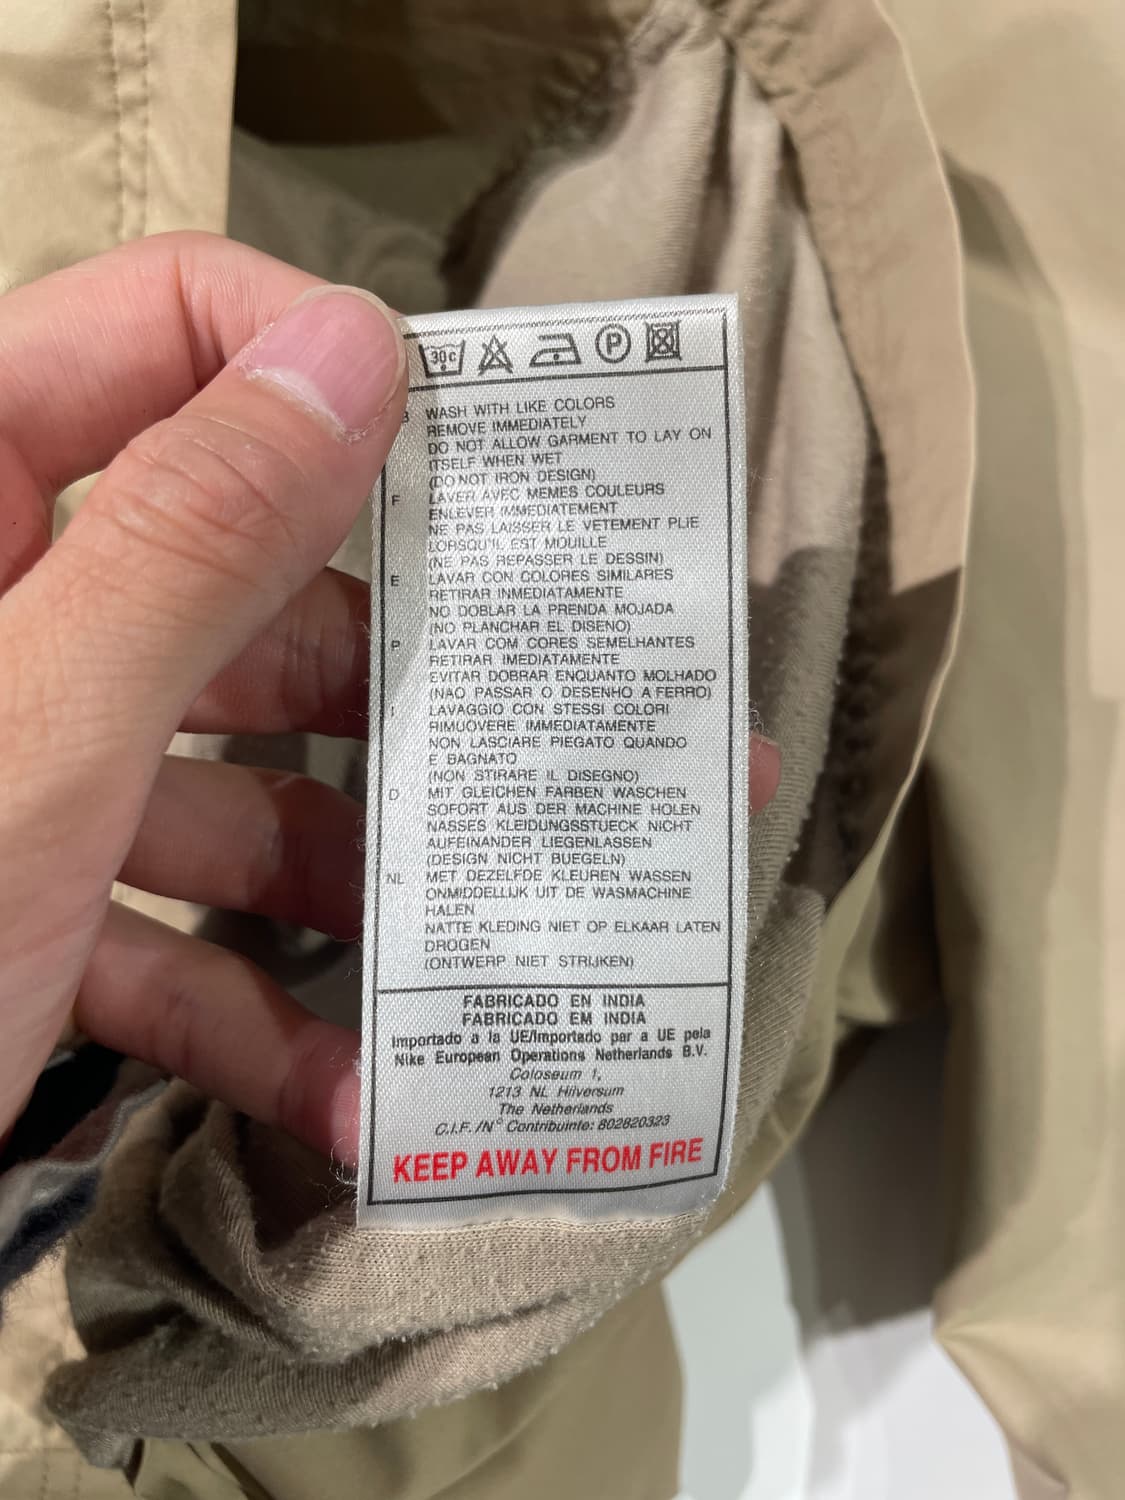 30c P
WASH WITH LIKE COLORS
REMOVE IMMEDIATELY
DO NOT ALLOW GARMENT TO LAY ON
ITSELF WHEN WET
(DO NOT IRON DESIGN)
F LAVER AVEC MEMES COULEURS
ENLEVER IMMEDIATEMENT
NE PAS LAISSER LE VETEMENT PLIE
LORSQU'IL EST MOUILLE
(NE PAS REPASSER LE DESSIN)
E LAVAR CON COLORES SIMILARES
RETIRAR INMEDIATAMENTE
NO DOBLAR LA PRENDA MOJADA
(NO PLANCHAR EL DISENO)
P LAVAR COM CORES SEMELHANTES
RETIRAR IMEDIATAMENTE
EVITAR DOBRAR ENQUANTO MOLHADO
(NAO PASSAR O DESENHO A FERRO)
I LAVAGGIO CON STESSI COLORI
RIMUOVERE IMMEDIATAMENTE
NON LASCIARE PIEGATO QUANDO
E BAGNATO
(NON STIRARE IL DISEGNO)
D MIT GLEICHEN FARBEN WASCHEN
SOFORT AUS DER MACHINE HOLEN
NASSES KLEIDUNGSSTUECK NICHT
AUFEINANDER LIEGENLASSEN
(DESIGN NICHT BUEGELN)
NL MET DEZELFDE KLEUREN WASSEN
ONMIDDELLIJK UIT DE WASMACHINE
HALEN
NATTE KLEDING NIET OP ELKAAR LATEN
DROGEN
(ONTWERP NIET STRIJKEN)
FABRICADO EN INDIA
FABRICADO EM INDIA
Importado a la UE/Importado par a UE pela
Nike European Operations Netherlands B.V.
Coloseum 1,
1213 NL Hilversum
The Netherlands
C.I.F. /N° Contribuinte: 802820323
KEEP AWAY FROM FIRE